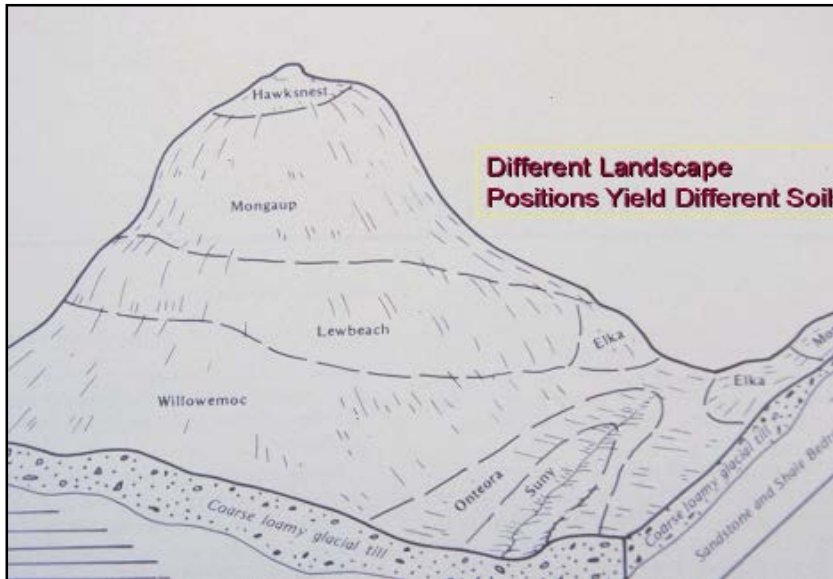 Hawksnest
Different Landscape
Positions Yield Different Soil
Mongaup
Lewbeach
Elka
Mo
Elka
Willowemoc
Onteora
Suny
Coarse loamy glacial till
Coarse loamy glacial till
Sandstone and Shale Bedr